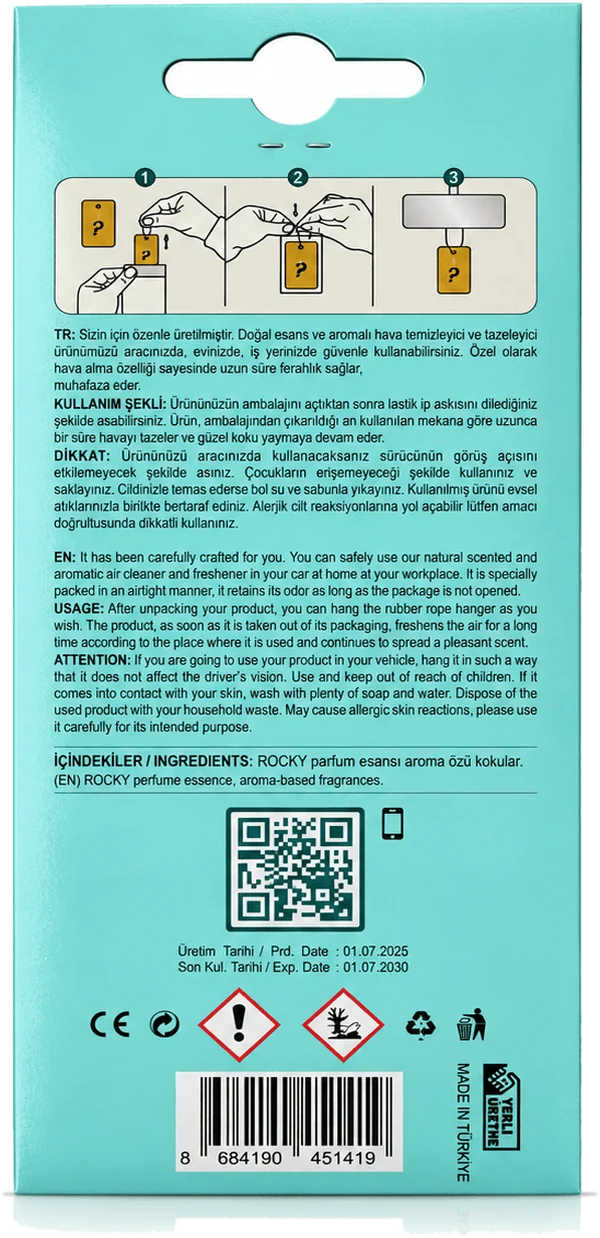 1 2 3
? ? ? ? ?
TR: Sizin için özenle üretilmiştir. Doğal esans ve aromalı hava temizleyici ve tazeleyici
ürünümüzü aracınızda, evinizde, iş yerinizde güvenle kullanabilirsiniz. Özel olarak
hava alma özelliği sayesinde uzun süre ferahlık sağlar,
muhafaza eder.
KULLANIM ŞEKLİ: Ürününüzün ambalajını açtıktan sonra lastik ip askısını dilediğiniz
şekilde asabilirsiniz. Ürün, ambalajından çıkarıldığı an kullanılan mekana göre uzunca
bir süre havayı tazeler ve güzel koku yaymaya devam eder.
DİKKAT: Ürününüzü aracınızda kullanacaksanız sürücünün görüş açısını
etkilemeyecek şekilde asınız. Çocukların erişemeyeceği şekilde kullanınız ve
saklayınız. Cildinizle temas ederse bol su ve sabunla yıkayınız. Kullanılmış ürünü evsel
atıklarınızla birlikte bertaraf ediniz. Alerjik cilt reaksiyonlarına yol açabilir lütfen amacı
doğrultusunda dikkatli kullanınız.
EN: It has been carefully crafted for you. You can safely use our natural scented and
aromatic air cleaner and freshener in your car at home at your workplace. It is specially
packed in an airtight manner, it retains its odor as long as the package is not opened.
USAGE: After unpacking your product, you can hang the rubber rope hanger as you
wish. The product, as soon as it is taken out of its packaging, freshens the air for a long
time according to the place where it is used and continues to spread a pleasant scent.
ATTENTION: If you are going to use your product in your vehicle, hang it in such a way
that it does not affect the driver's vision. Use and keep out of reach of children. If it
comes into contact with your skin, wash with plenty of soap and water. Dispose of the
used product with your household waste. May cause allergic skin reactions, please use
it carefully for its intended purpose.
İÇİNDEKİLER / INGREDIENTS: ROCKY parfum esansı aroma özü kokular.
(EN) ROCKY perfume essence, aroma-based fragrances.
Üretim Tarihi / Prd. Date : 01.07.2025
Son Kul. Tarihi / Exp. Date : 01.07.2030
CE
8 684190 451419
MADE IN TÜRKİYE
YERLİ
ÜRETİM